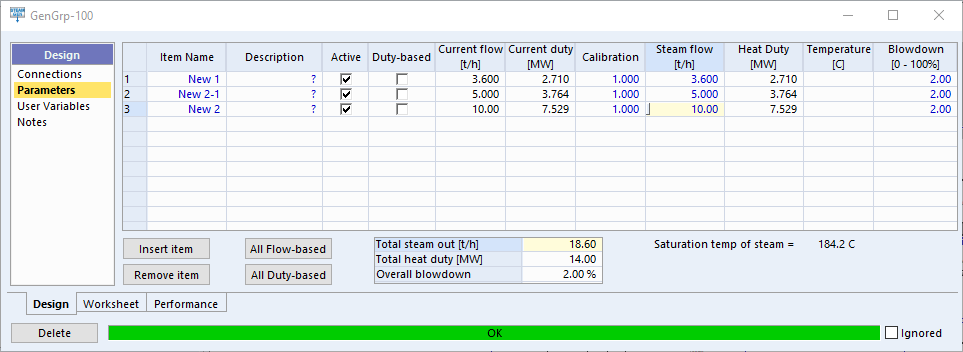 GenGrp-100
Design
Connections
Parameters
User Variables
Notes
Item Name Description Active Duty-based Current flow [t/h] Current duty [MW] Calibration Steam flow [t/h] Heat Duty [MW] Temperature [C] Blowdown [0 - 100%]
1 New 1 ? 3.600 2.710 1.000 3.600 2.710 2.00
2 New 2-1 ? 5.000 3.764 1.000 5.000 3.764 2.00
3 New 2 ? 10.00 7.529 1.000 10.00 7.529 2.00
Insert item All Flow-based
Remove item All Duty-based
Total steam out [t/h] 18.60
Total heat duty [MW] 14.00
Overall blowdown 2.00 %
Saturation temp of steam = 184.2 C
Design Worksheet Performance
Delete OK Ignored